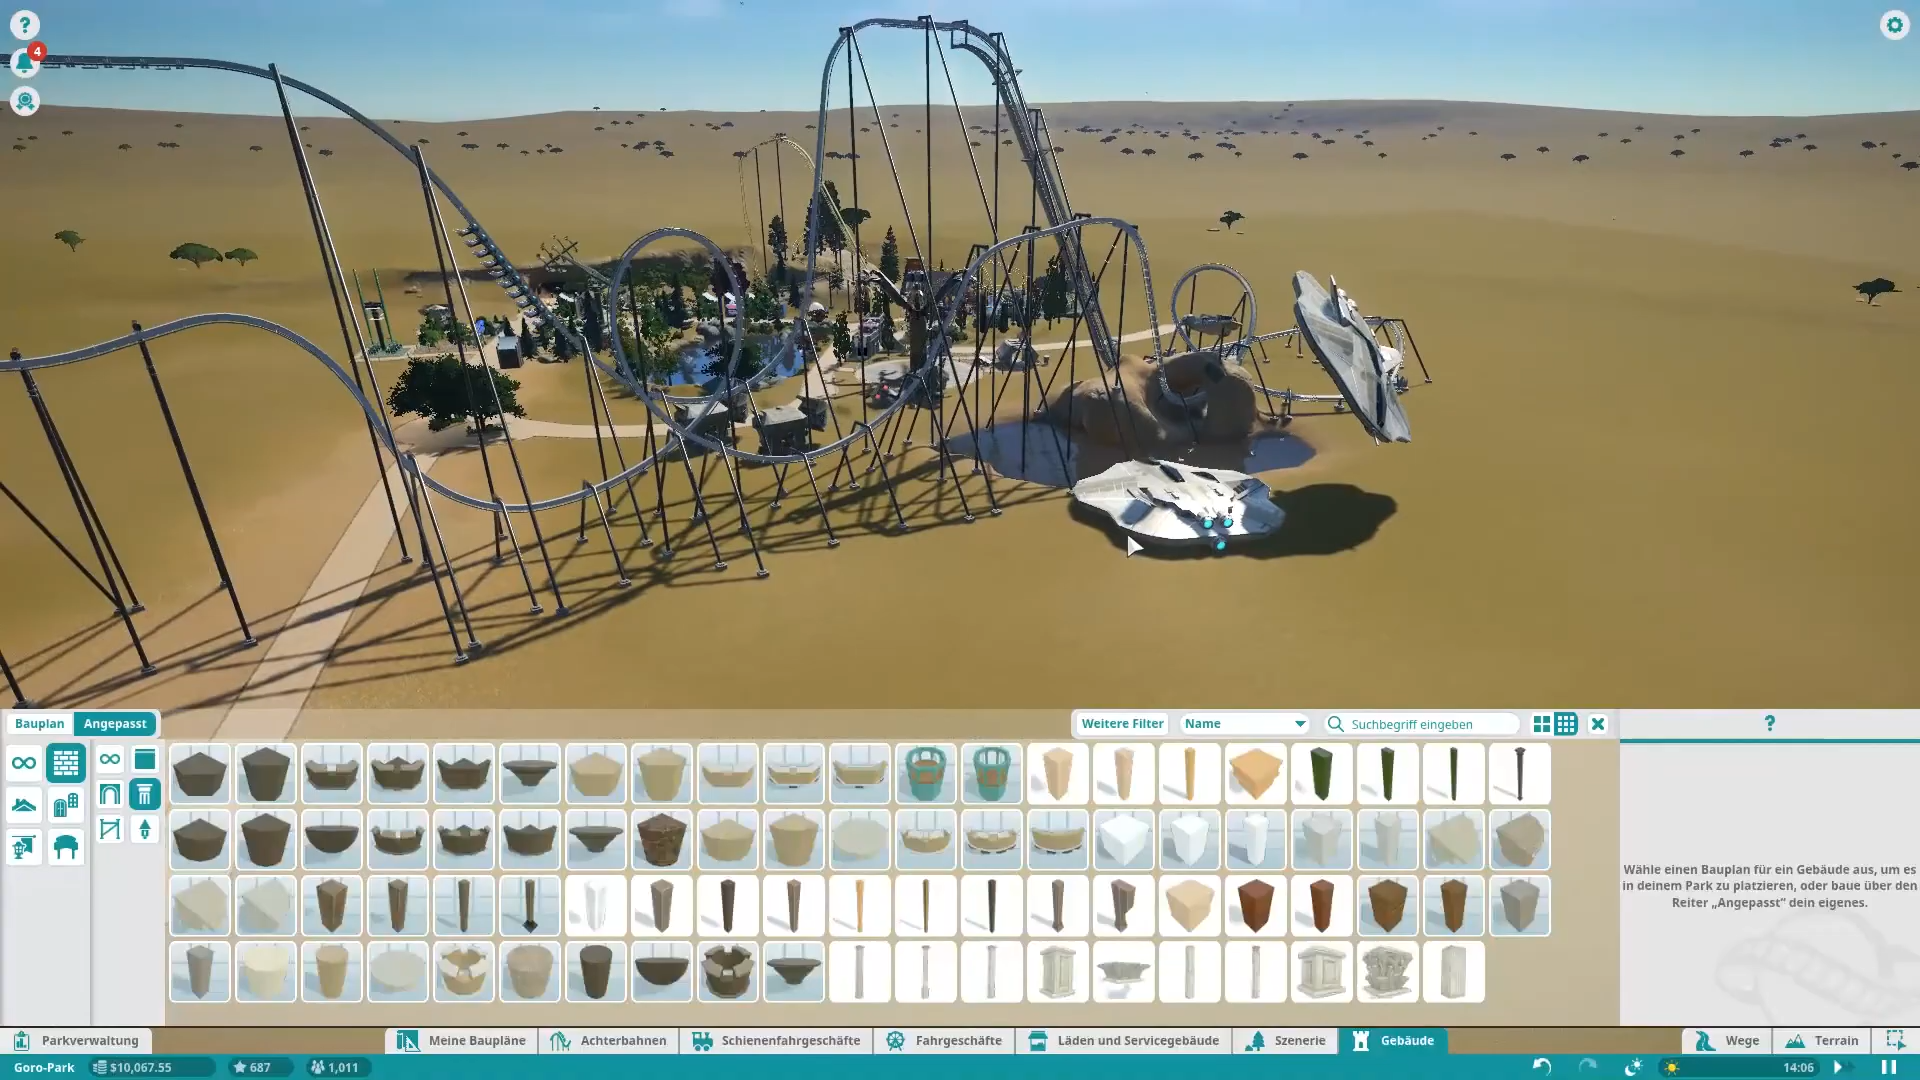 ?
4
Bauplan
Angepasst
Weitere Filter
Name
Suchbegriff eingeben
?
Wähle einen Bauplan für ein Gebäude aus, um es
in deinem Park zu platzieren, oder baue über den
Reiter „Angepasst“ dein eigenes.
Parkverwaltung
Meine Baupläne
Achterbahnen
Schienenfahrgeschäfte
Fahrgeschäfte
Läden und Servicegebäude
Szenerie
Gebäude
Wege
Terrain
Goro-Park
$10,067.55
687
1,011
14:06